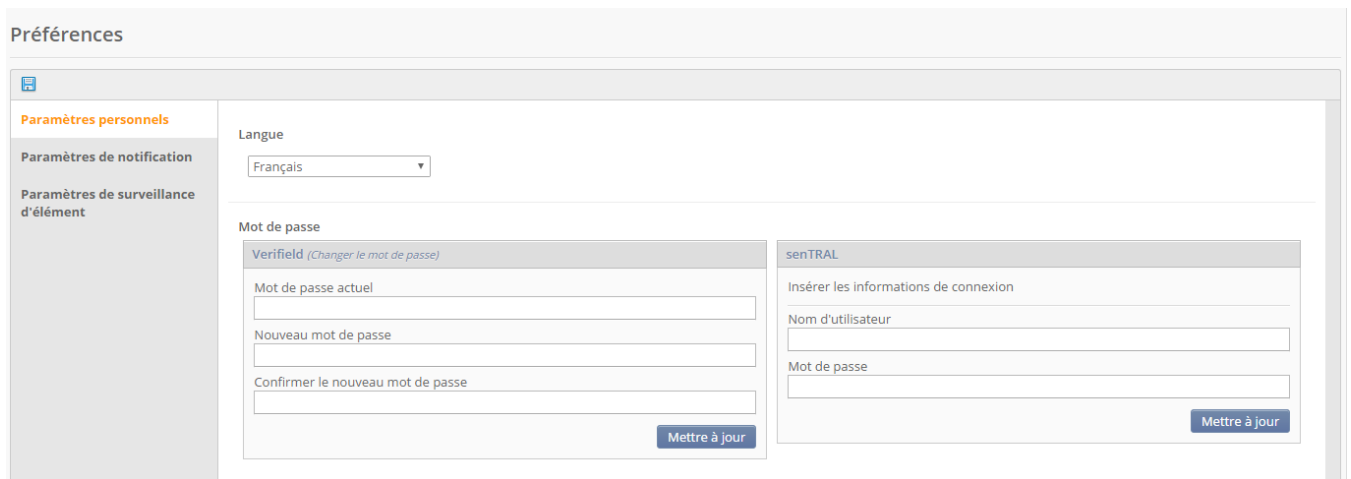 Préférences
Paramètres personnels
Paramètres de notification
Paramètres de surveillance
d'élément
Langue
Français
Mot de passe
Verifield (Changer le mot de passe)
Mot de passe actuel
Nouveau mot de passe
Confirmer le nouveau mot de passe
Mettre à jour
senTRAL
Insérer les informations de connexion
Nom d'utilisateur
Mot de passe
Mettre à jour